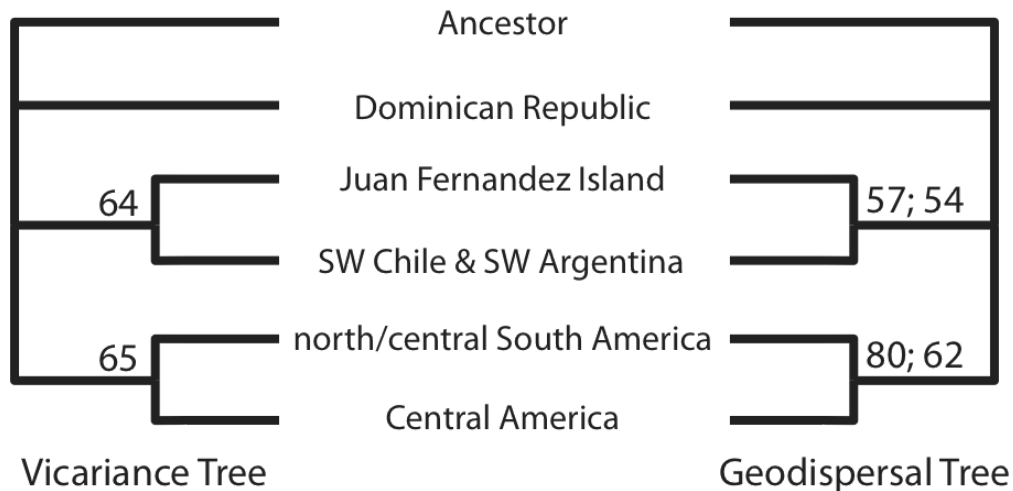 Ancestor
Dominican Republic
Juan Fernandez Island
64
57; 54
SW Chile & SW Argentina
north/central South America
65
80; 62
Central America
Vicariance Tree
Geodispersal Tree